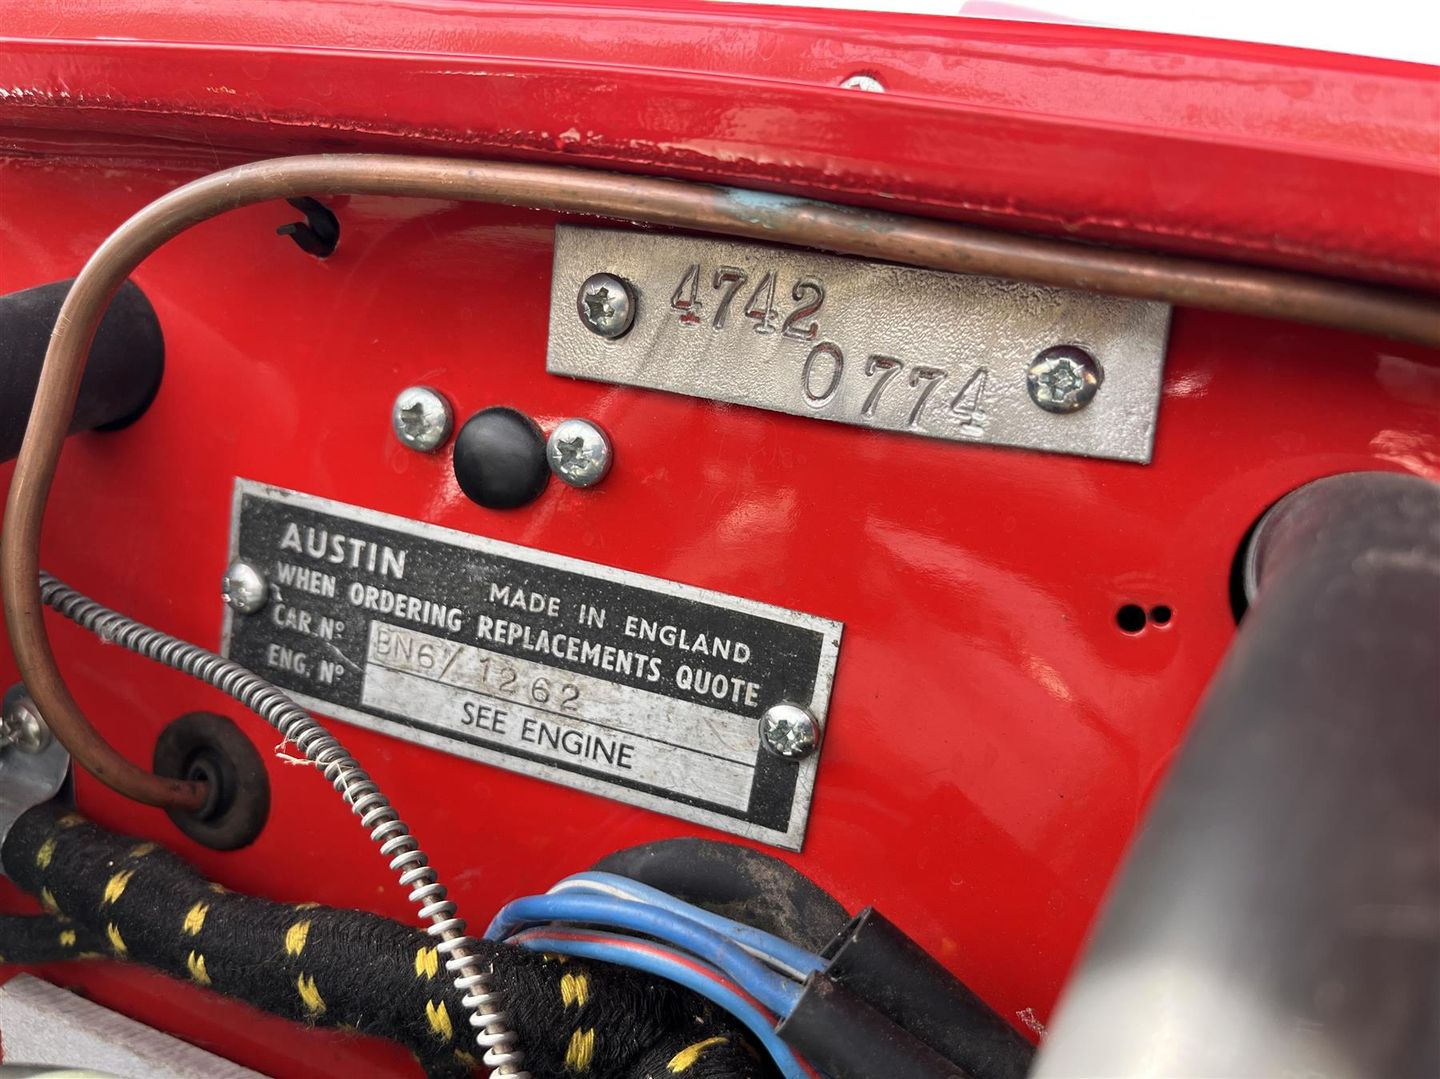 4742
0774
AUSTIN
MADE IN ENGLAND
WHEN ORDERING REPLACEMENTS QUOTE
CAR. Nº BN6/1262
ENG. Nº SEE ENGINE